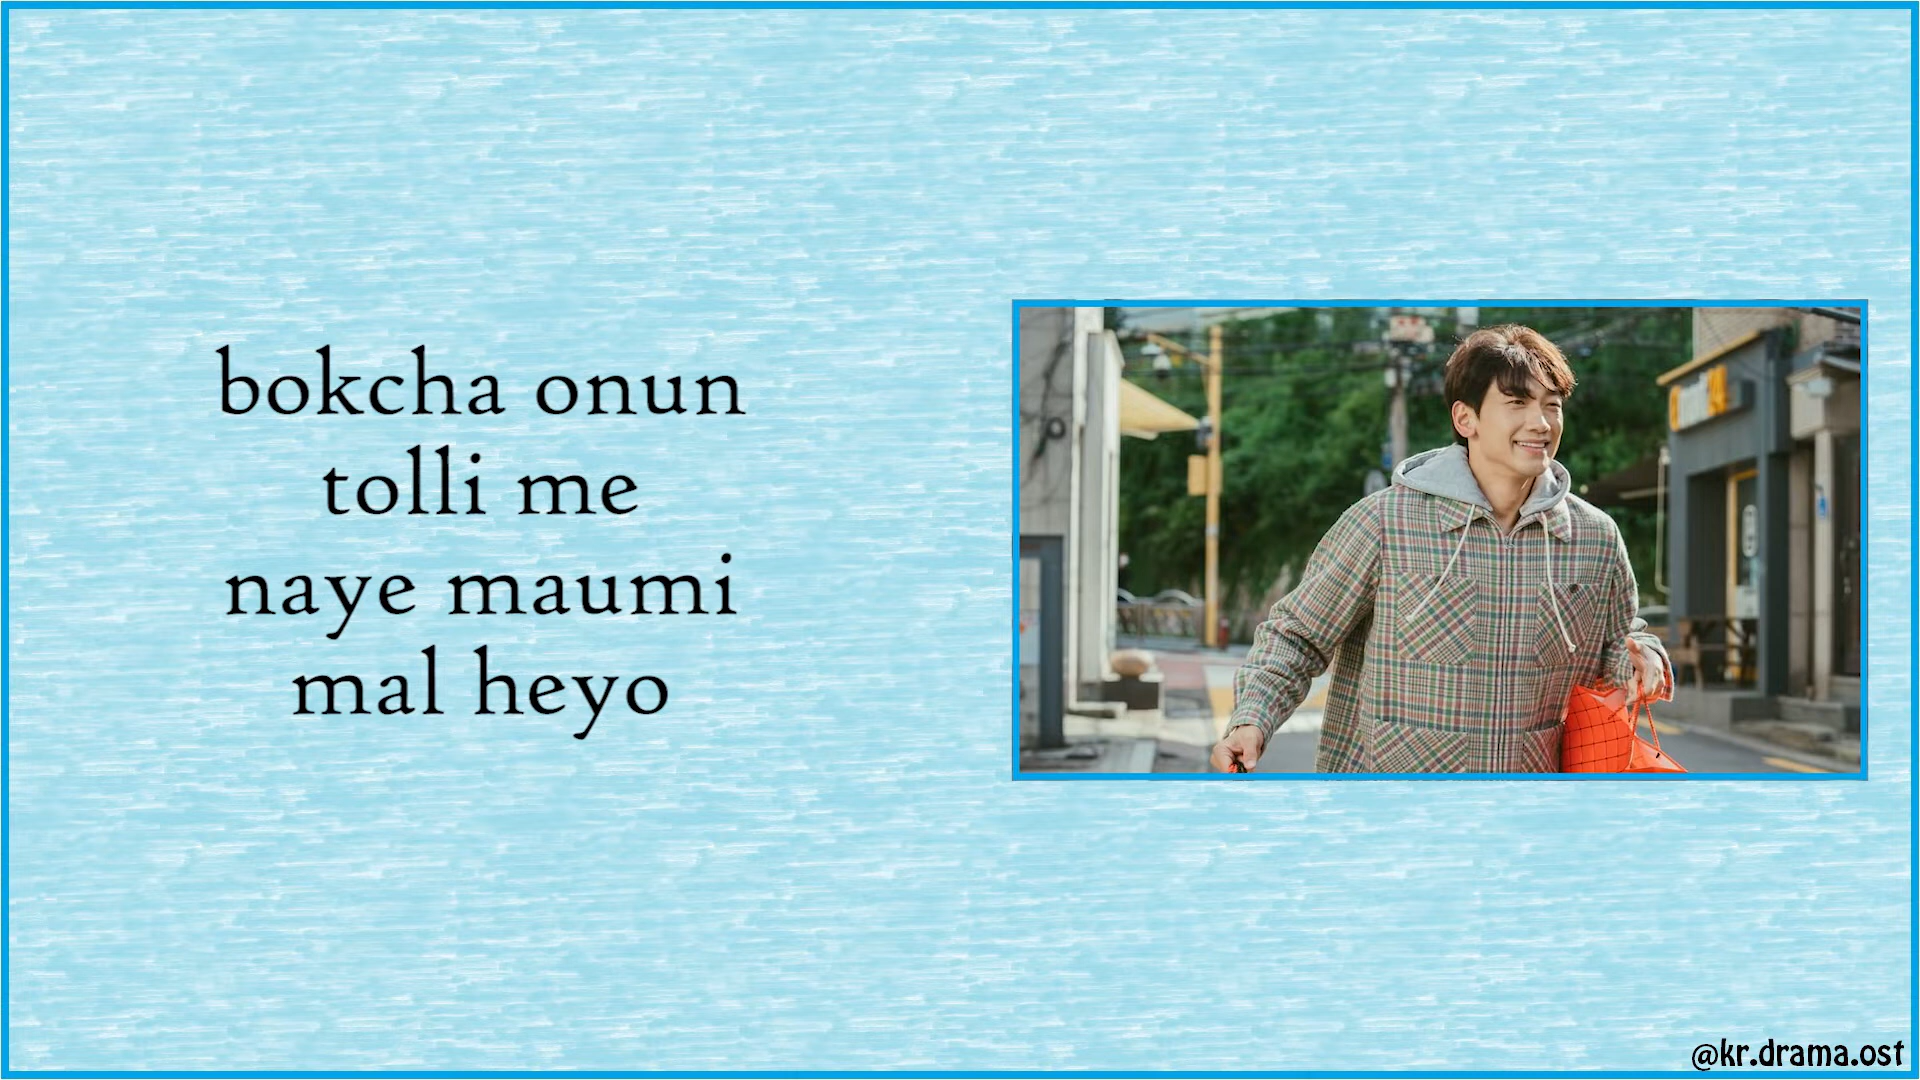 bokcha onun
tolli me
naye maumi
mal heyo
@kr.drama.ost